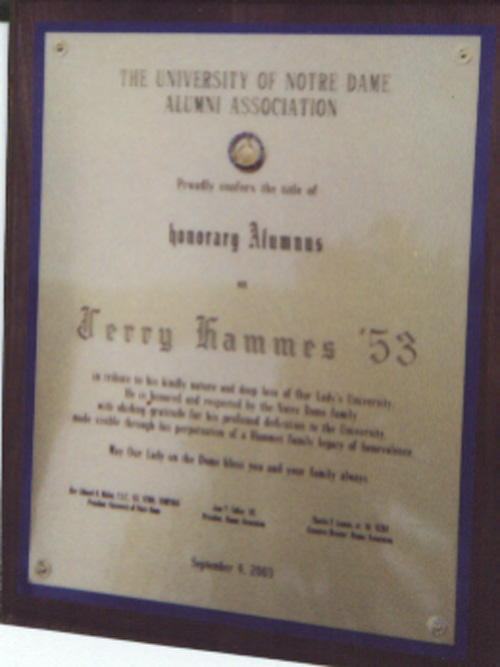 THE UNIVERSITY OF NOTRE DAME
ALUMNI ASSOCIATION
Proudly confers the title of
honorary Alumnus
on
Jerry Hammes '53
in tribute to his kindly nature and deep love of Our Lady's University.
He is honored and respected by the Notre Dame family
with abiding gratitude for his profound dedication to the University,
made visible through his perpetuation of a Hammes family legacy of benevolence.
May Our Lady on the Dome bless you and your family always
September 6, 2003